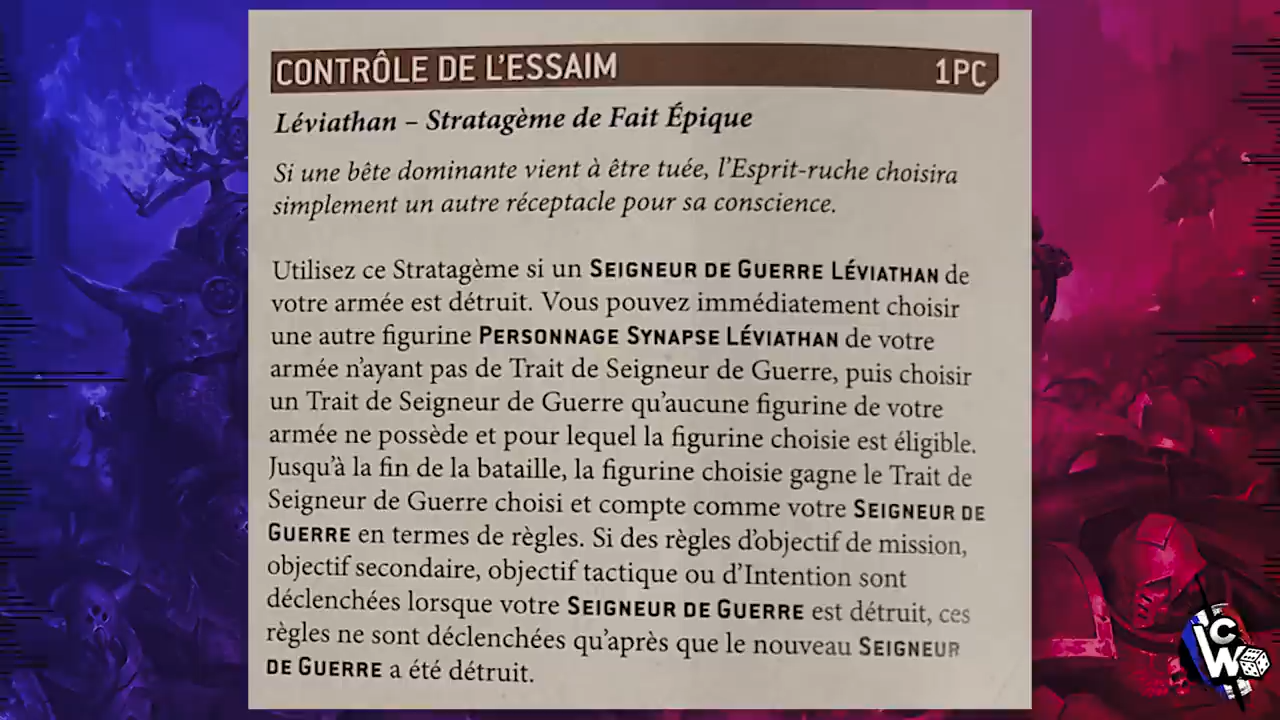 CONTRÔLE DE L'ESSAIM 1PC
Léviathan – Stratagème de Fait Épique
Si une bête dominante vient à être tuée, l'Esprit-ruche choisira
simplement un autre réceptacle pour sa conscience.
Utilisez ce Stratagème si un SEIGNEUR DE GUERRE LÉVIATHAN de
votre armée est détruit. Vous pouvez immédiatement choisir
une autre figurine PERSONNAGE SYNAPSE LÉVIATHAN de votre
armée n'ayant pas de Trait de Seigneur de Guerre, puis choisir
un Trait de Seigneur de Guerre qu'aucune figurine de votre
armée ne possède et pour lequel la figurine choisie est éligible.
Jusqu'à la fin de la bataille, la figurine choisie gagne le Trait de
Seigneur de Guerre choisi et compte comme votre SEIGNEUR DE
GUERRE en termes de règles. Si des règles d'objectif de mission,
objectif secondaire, objectif tactique ou d'Intention sont
déclenchées lorsque votre SEIGNEUR DE GUERRE est détruit, ces
règles ne sont déclenchées qu'après que le nouveau SEIGNEUR
DE GUERRE a été détruit.
ICW